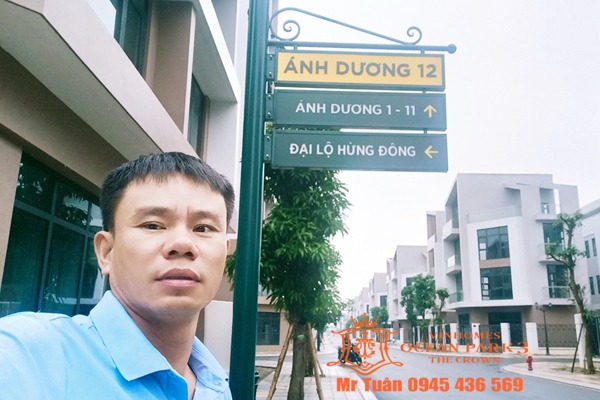 ÁNH DƯƠNG 12
ÁNH DƯƠNG 1 - 11 ↑
ĐẠI LỘ HỪNG ĐÔNG ←
VINHOMES
OCEAN PARK 3
THE CROWN
Mr Tuân 0945 436 569